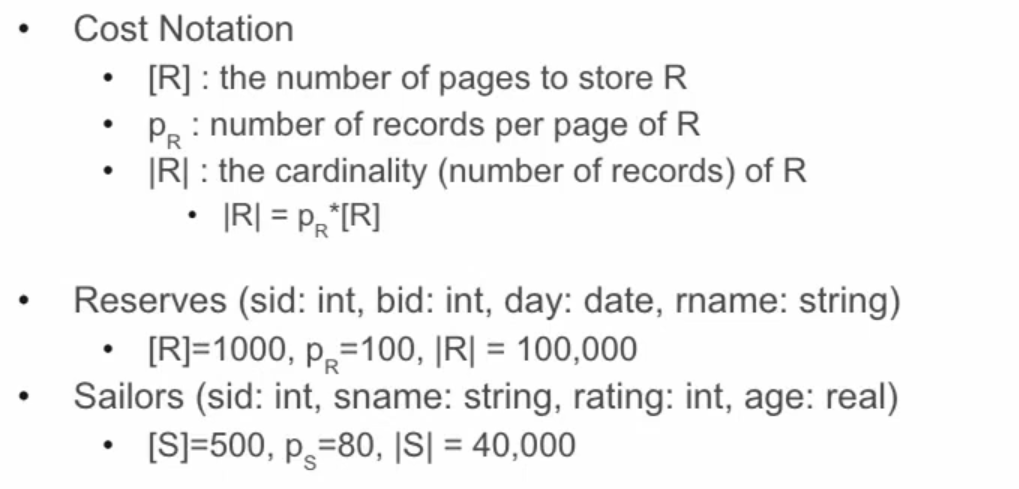 • Cost Notation
• [R] : the number of pages to store R
• p_R : number of records per page of R
• |R| : the cardinality (number of records) of R
• |R| = p_R*[R]
• Reserves (sid: int, bid: int, day: date, rname: string)
• [R]=1000, p_R=100, |R| = 100,000
• Sailors (sid: int, sname: string, rating: int, age: real)
• [S]=500, p_S=80, |S| = 40,000